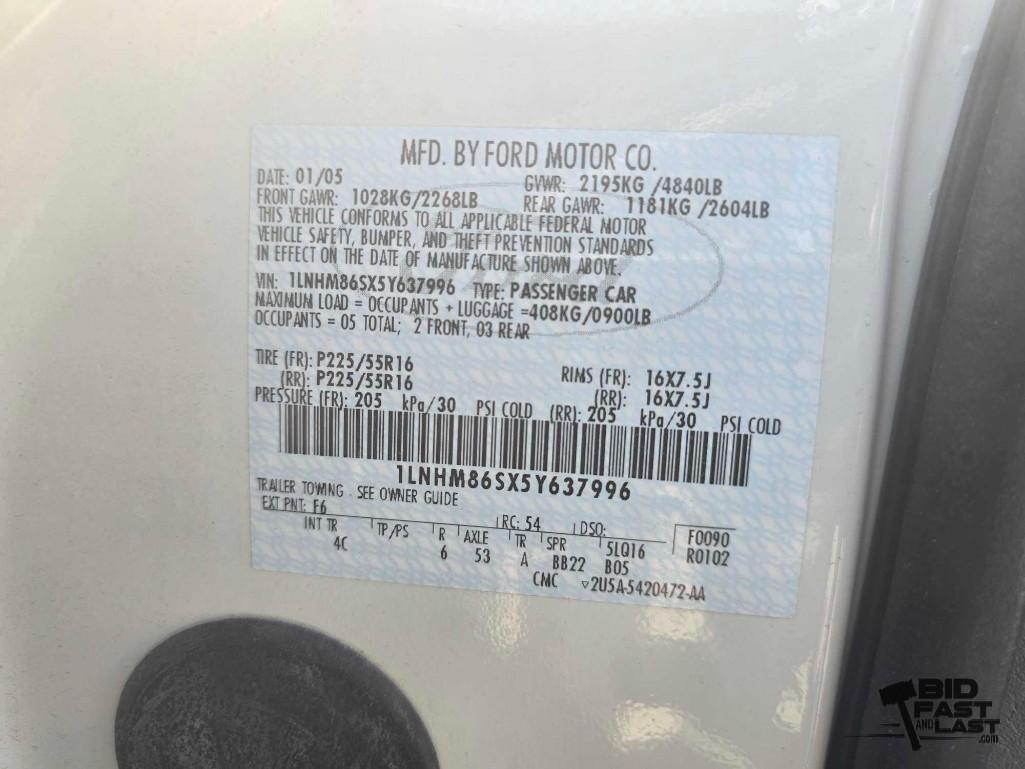 MFD. BY FORD MOTOR CO.
DATE: 01/05 GVWR: 2195KG /4840LB
FRONT GAWR: 1028KG/2268LB REAR GAWR: 1181KG /2604LB
THIS VEHICLE CONFORMS TO ALL APPLICABLE FEDERAL MOTOR
VEHICLE SAFETY, BUMPER, AND THEFT PREVENTION STANDARDS
IN EFFECT ON THE DATE OF MANUFACTURE SHOWN ABOVE.
VIN: 1LNHM86SX5Y637996 TYPE: PASSENGER CAR
MAXIMUM LOAD = OCCUPANTS + LUGGAGE =408KG/0900LB
OCCUPANTS = 05 TOTAL; 2 FRONT, 03 REAR
TIRE (FR): P225/55R16 RIMS (FR): 16X7.5J
(RR): P225/55R16 (RR): 16X7.5J
PRESSURE (FR): 205 kPa/30 PSI COLD (RR): 205 kPa/30 PSI COLD
1LNHM86SX5Y637996
TRAILER TOWING - SEE OWNER GUIDE
EXT PNT: F6 RC: 54 DSO: F0090
INT TR TP/PS R AXLE TR SPR 5LQ16 R0102
4C 6 53 A BB22 B05
CMC ▽2U5A-5420472-AA
BID
FAST
AND LAST
.com